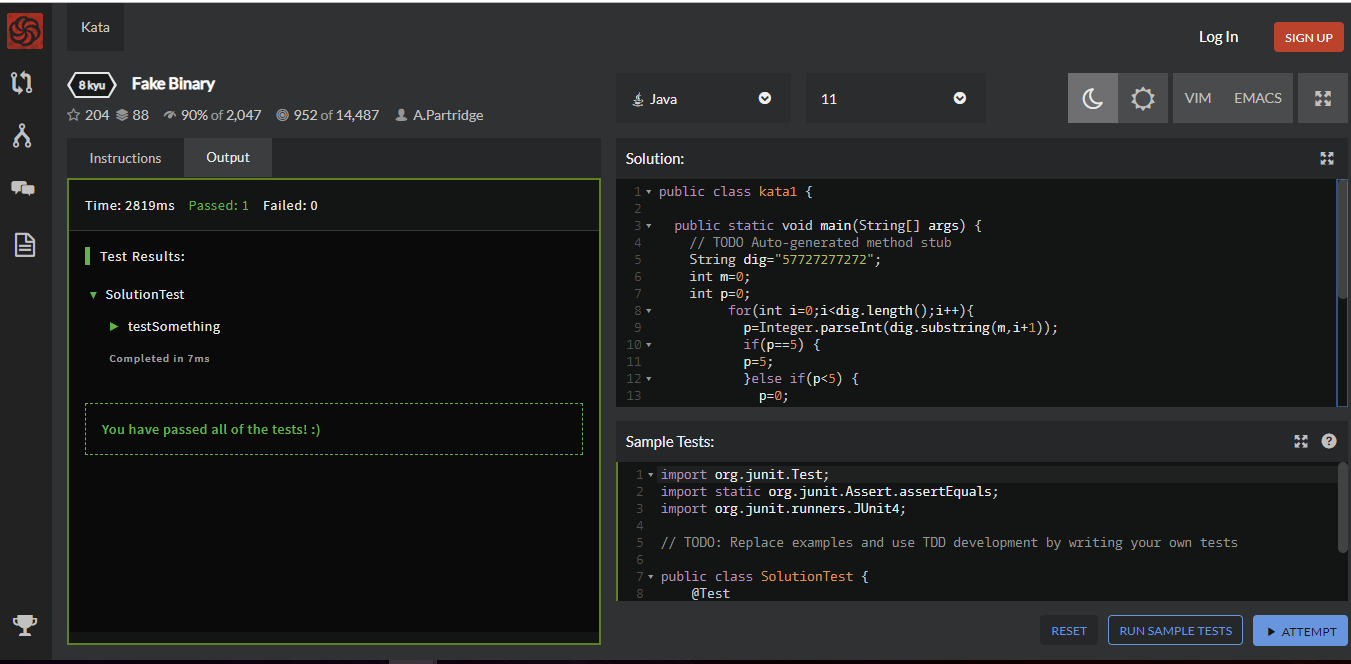 Kata
Log In
SIGN UP
8 kyu
Fake Binary
204 88 90% of 2,047 952 of 14,487 A.Partridge
Java
11
VIM
EMACS
Instructions
Output
Time: 2819ms Passed: 1 Failed: 0
Test Results:
SolutionTest
testSomething
Completed in 7ms
You have passed all of the tests! :)
Solution:
1 public class kata1 {
2
3 public static void main(String[] args) {
4 // TODO Auto-generated method stub
5 String dig="57727277272";
6 int m=0;
7 int p=0;
8 for(int i=0;i<dig.length();i++){
9 p=Integer.parseInt(dig.substring(m,i+1));
10 if(p==5) {
11 p=5;
12 }else if(p<5) {
13 p=0;
Sample Tests:
?
1 import org.junit.Test;
2 import static org.junit.Assert.assertEquals;
3 import org.junit.runners.JUnit4;
4
5 // TODO: Replace examples and use TDD development by writing your own tests
6
7 public class SolutionTest {
8 @Test
RESET
RUN SAMPLE TESTS
ATTEMPT